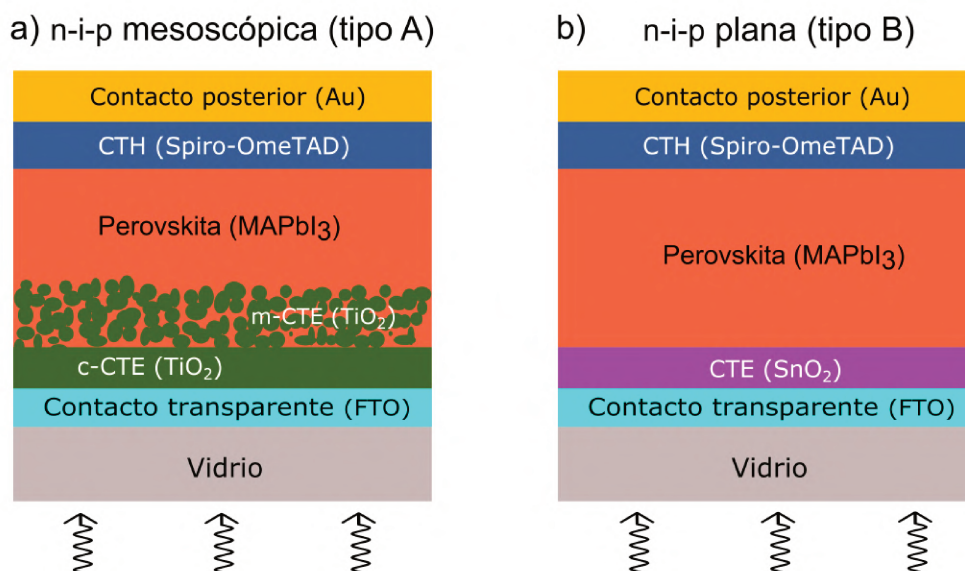 a) n-i-p mesoscópica (tipo A)
Contacto posterior (Au)
CTH (Spiro-OmeTAD)
Perovskita (MAPbI₃)
m-CTE (TiO₂)
c-CTE (TiO₂)
Contacto transparente (FTO)
Vidrio
b) n-i-p plana (tipo B)
Contacto posterior (Au)
CTH (Spiro-OmeTAD)
Perovskita (MAPbI₃)
CTE (SnO₂)
Contacto transparente (FTO)
Vidrio